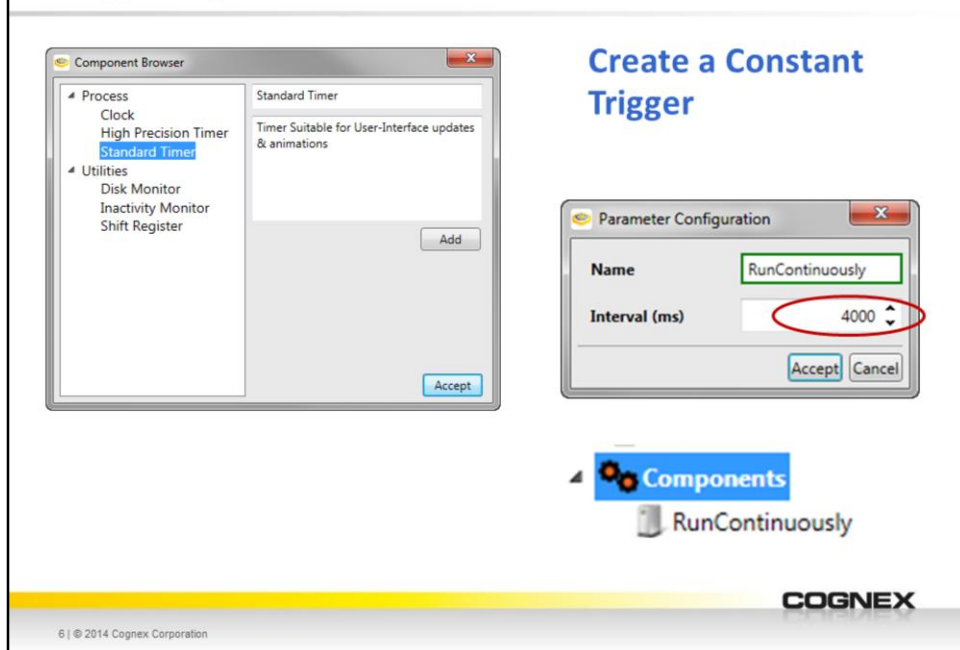 Component Browser
Process
Clock
High Precision Timer
Standard Timer
Utilities
Disk Monitor
Inactivity Monitor
Shift Register
Standard Timer
Timer Suitable for User-Interface updates
& animations
Add
Accept
Create a Constant
Trigger
Parameter Configuration
Name
RunContinuously
Interval (ms)
4000
Accept
Cancel
Components
RunContinuously
COGNEX
6 | © 2014 Cognex Corporation